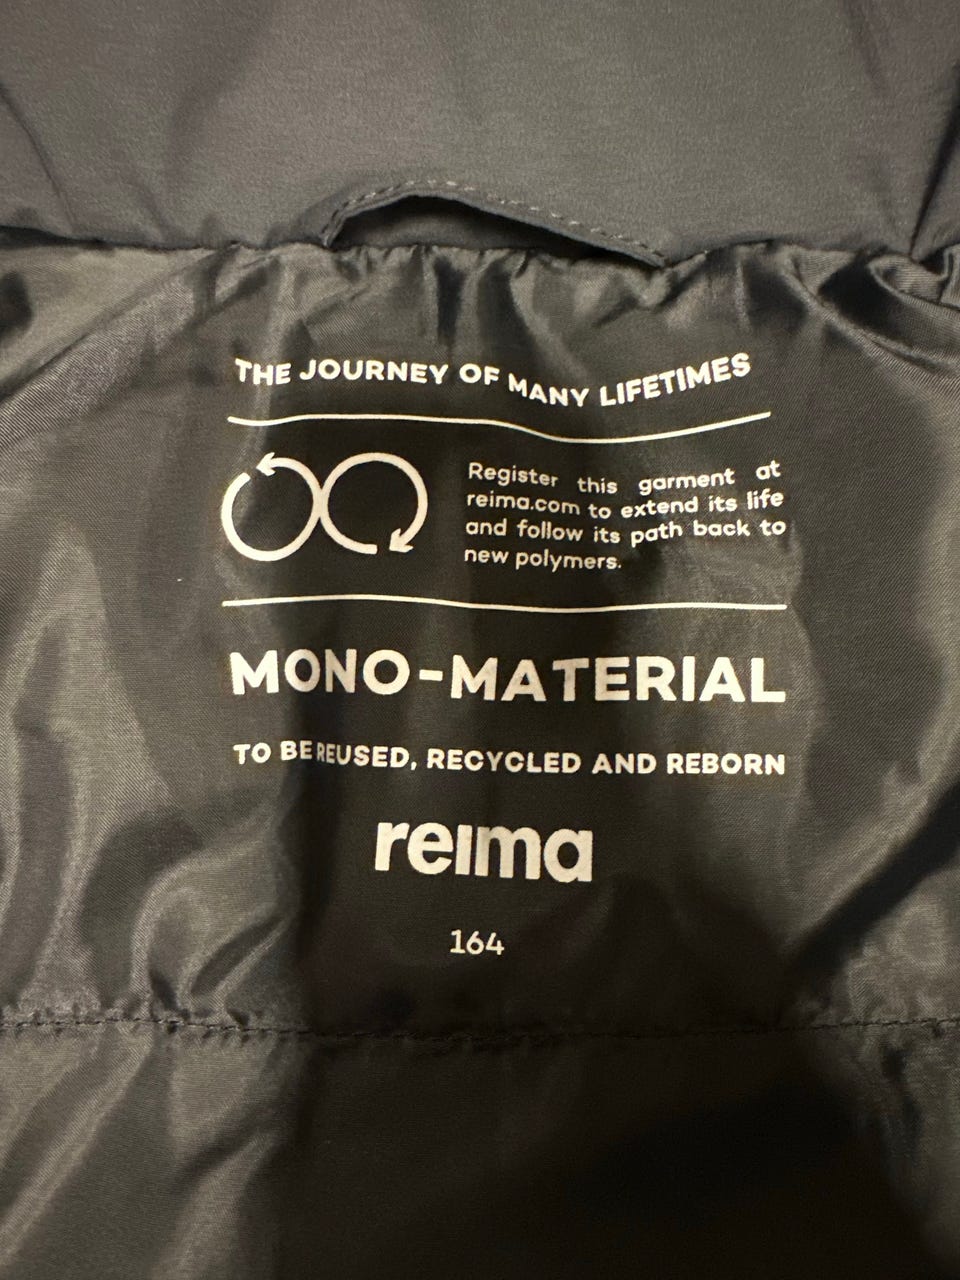 THE JOURNEY OF MANY LIFETIMES
Register this garment at
reima.com to extend its life
and follow its path back to
new polymers.
MONO-MATERIAL
TO BE REUSED, RECYCLED AND REBORN
reima
164